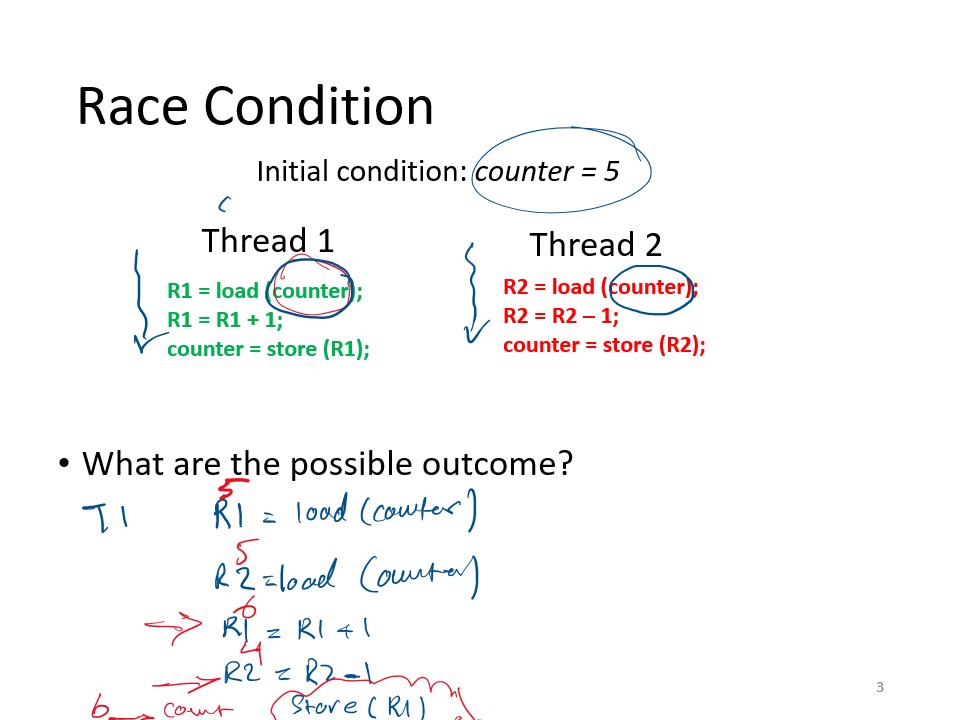 Race Condition
Initial condition: counter = 5
Thread 1
R1 = load (counter);
R1 = R1 + 1;
counter = store (R1);
Thread 2
R2 = load (counter);
R2 = R2 – 1;
counter = store (R2);
• What are the possible outcome?
5
T1 R1 = load (counter)
5
R2 = load (counter)
6
R1 = R1 + 1
4
R2 = R2 - 1
6 count Store (R1)
3